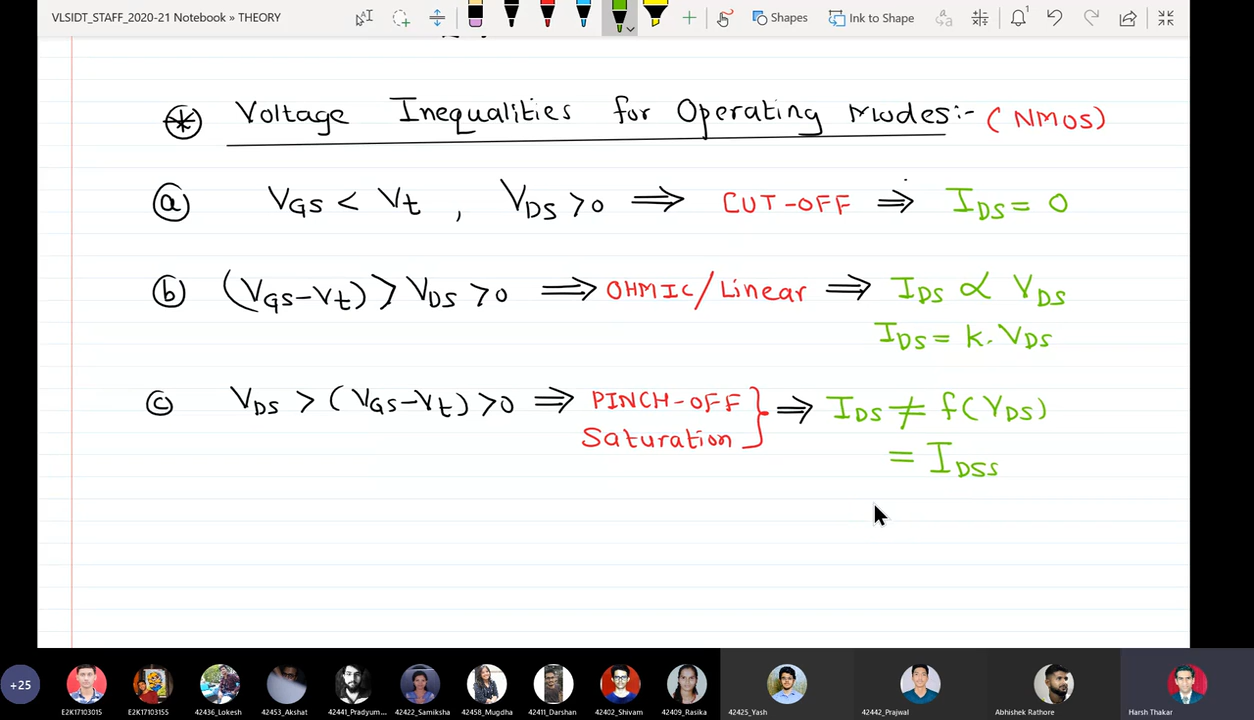 VLSIDT_STAFF_2020-21 Notebook » THEORY
Shapes
Ink to Shape
Voltage Inequalities for Operating Modes:- (NMOS)
(a) VGS < Vt , VDS > 0 ⟹ CUT-OFF ⟹ IDS = 0
(b) (VGS-Vt) > VDS > 0 ⟹ OHMIC/Linear ⟹ IDS ∝ VDS
IDS = k. VDS
(c) VDS > (VGS-Vt) > 0 ⟹ PINCH-OFF ⟹ IDS ≠ f(VDS)
Saturation
= IDSS
+25
E2K17103015
E2K17103155
42436_Lokesh
42453_Akshat
42441_Pradyum...
42422_Samiksha
42458_Mugdha
42411_Darshan
42402_Shivam
42409_Rasika
42425_Yash
42442_Prajwal
Abhishek Rathore
Harsh Thakar